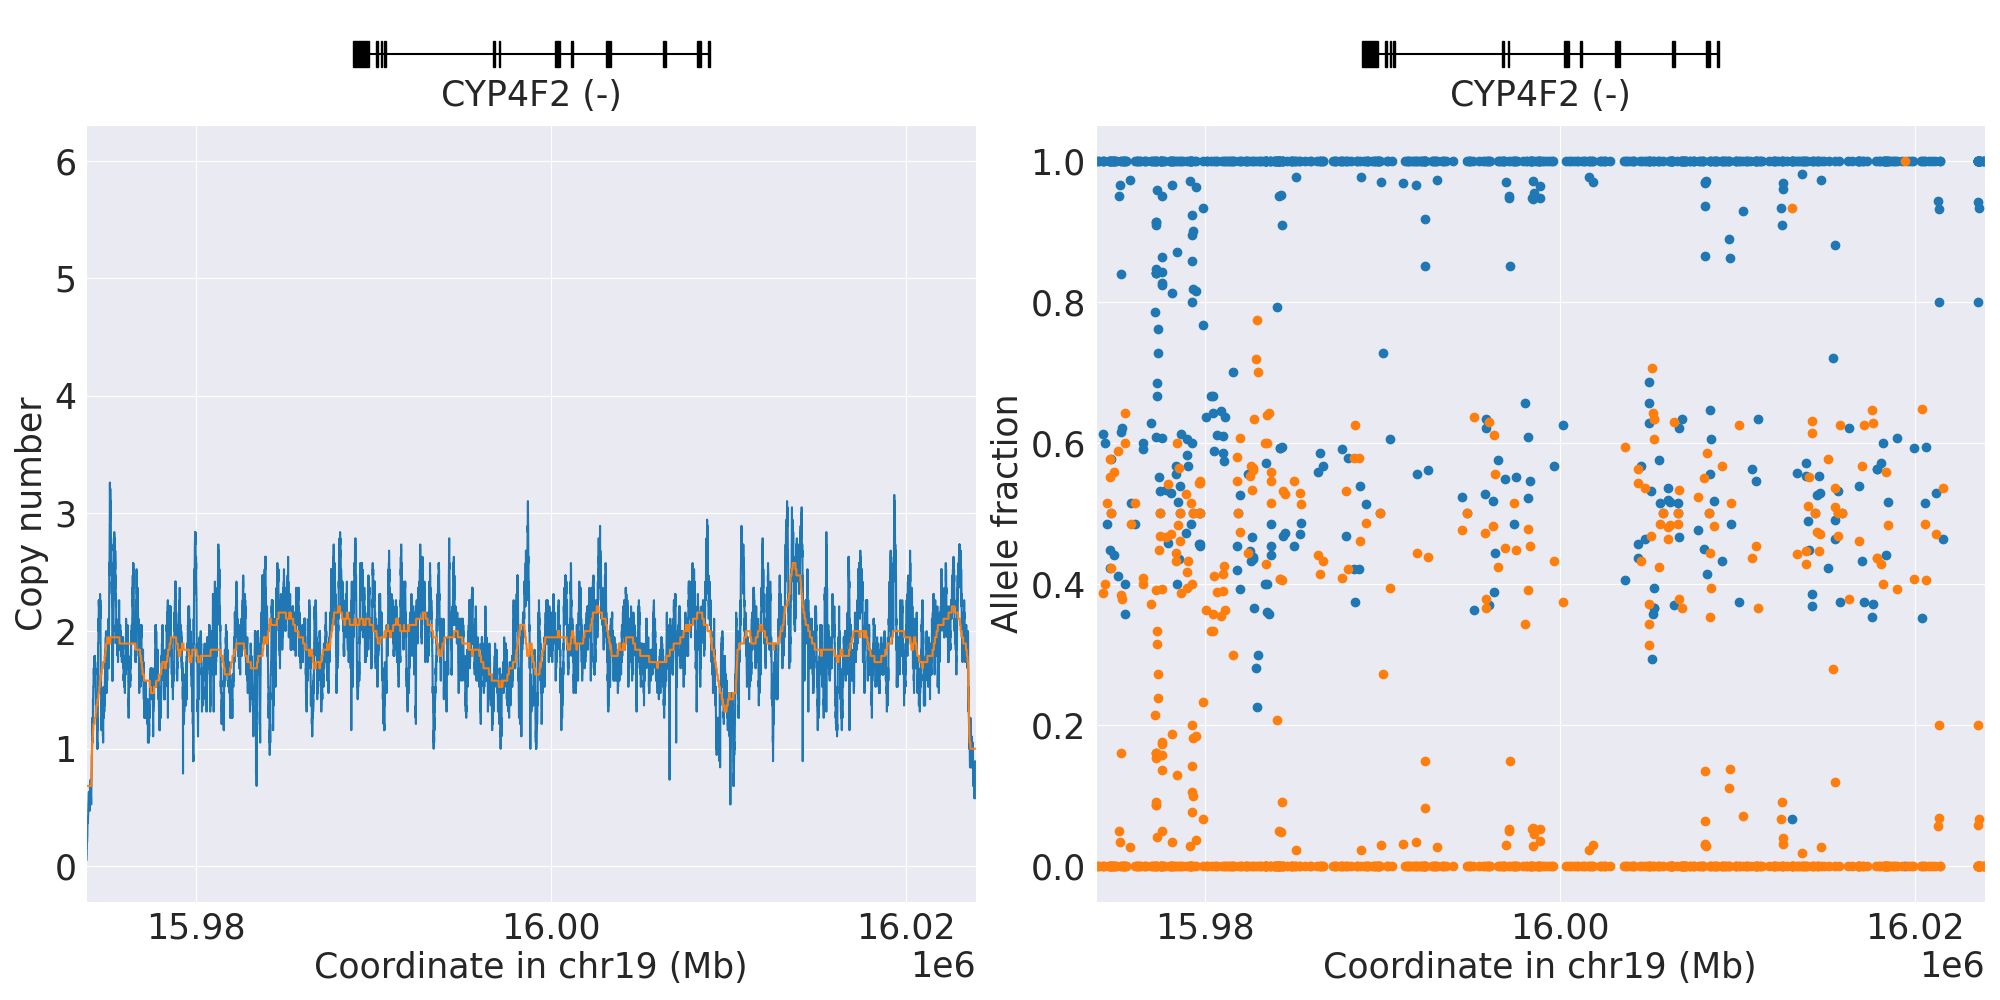 CYP4F2 (-)
Copy number
6
5
4
3
2
1
0
15.98
16.00
16.02
Coordinate in chr19 (Mb)
1e6
CYP4F2 (-)
Allele fraction
1.0
0.8
0.6
0.4
0.2
0.0
15.98
16.00
16.02
Coordinate in chr19 (Mb)
1e6